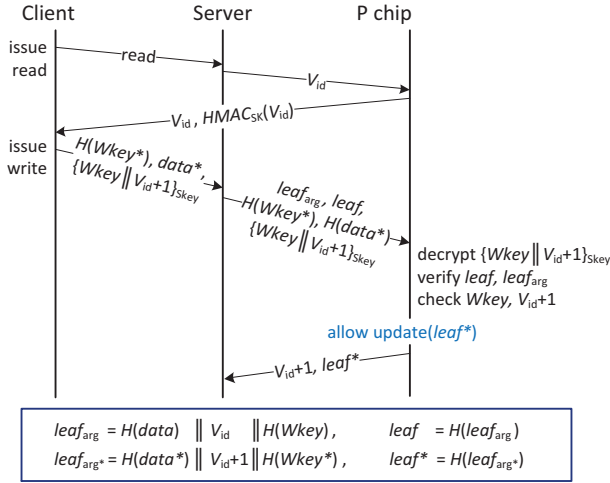 Client Server P chip
issue
read
read
V_id
V_id , HMAC_SK(V_id)
issue
write
H(Wkey*), data*,
{Wkey‖V_id+1}_Skey
leaf_arg, leaf,
H(Wkey*), H(data*)
{Wkey‖V_id+1}_Skey
decrypt {Wkey‖V_id+1}_Skey
verify leaf, leaf_arg
check Wkey, V_id+1
allow update(leaf*)
V_id+1, leaf*
leaf_arg = H(data) ‖ V_id ‖ H(Wkey) , leaf = H(leaf_arg)
leaf_arg* = H(data*) ‖ V_id+1 ‖ H(Wkey*) , leaf* = H(leaf_arg*)